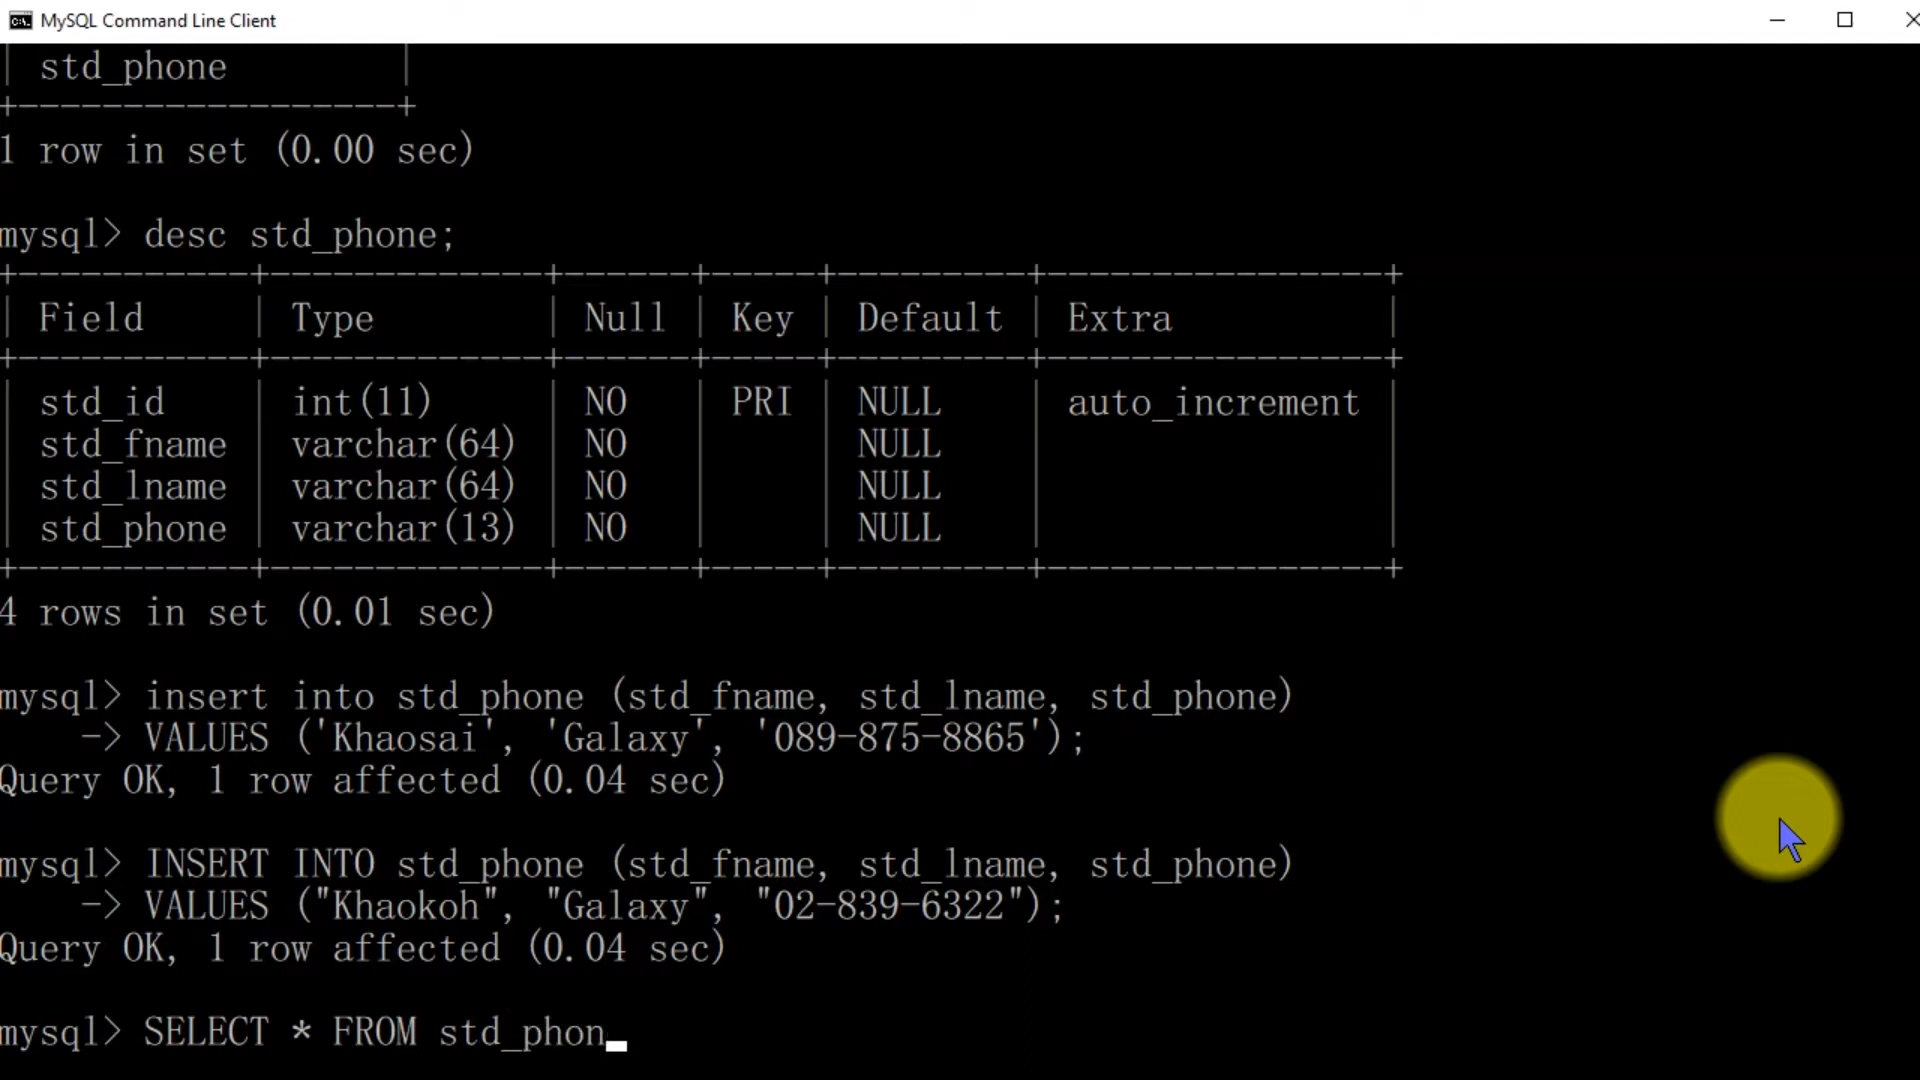 MySQL Command Line Client
| std_phone        |
+------------------+
1 row in set (0.00 sec)
mysql> desc std_phone;
+-----------+-------------+------+-----+---------+----------------+
| Field     | Type        | Null | Key | Default | Extra          |
+-----------+-------------+------+-----+---------+----------------+
| std_id    | int(11)     | NO   | PRI | NULL    | auto_increment |
| std_fname | varchar(64) | NO   |     | NULL    |                |
| std_lname | varchar(64) | NO   |     | NULL    |                |
| std_phone | varchar(13) | NO   |     | NULL    |                |
+-----------+-------------+------+-----+---------+----------------+
4 rows in set (0.01 sec)
mysql> insert into std_phone (std_fname, std_lname, std_phone)
    -> VALUES ('Khaosai', 'Galaxy', '089-875-8865');
Query OK, 1 row affected (0.04 sec)
mysql> INSERT INTO std_phone (std_fname, std_lname, std_phone)
    -> VALUES ("Khaokoh", "Galaxy", "02-839-6322");
Query OK, 1 row affected (0.04 sec)
mysql> SELECT * FROM std_phon